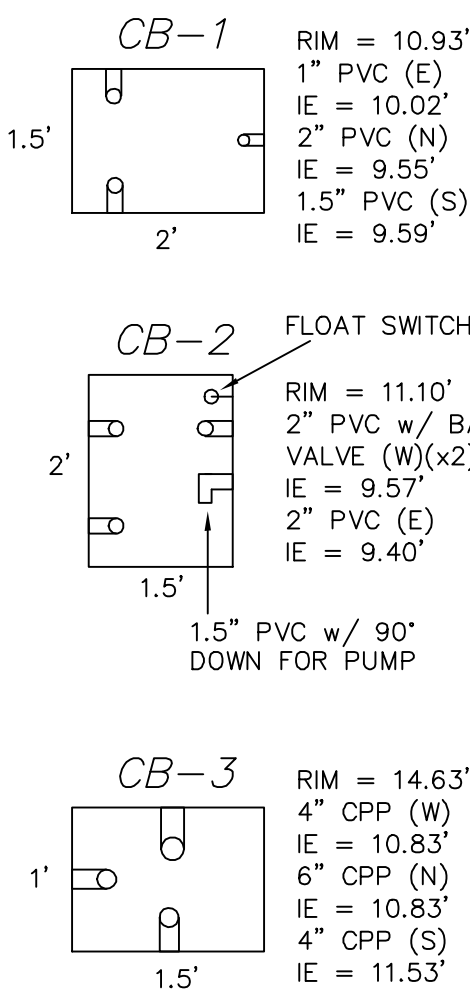 CB-1
RIM = 10.93'
1" PVC (E)
IE = 10.02'
2" PVC (N)
IE = 9.55'
1.5" PVC (S)
IE = 9.59'
1.5'
2'
CB-2
FLOAT SWITCH
RIM = 11.10'
2" PVC w/
VALVE (W)(x2)
IE = 9.57'
2" PVC (E)
IE = 9.40'
2'
1.5'
1.5" PVC w/ 90°
DOWN FOR PUMP
CB-3
RIM = 14.63'
4" CPP (W)
IE = 10.83'
6" CPP (N)
IE = 10.83'
4" CPP (S)
IE = 11.53'
1'
1.5'